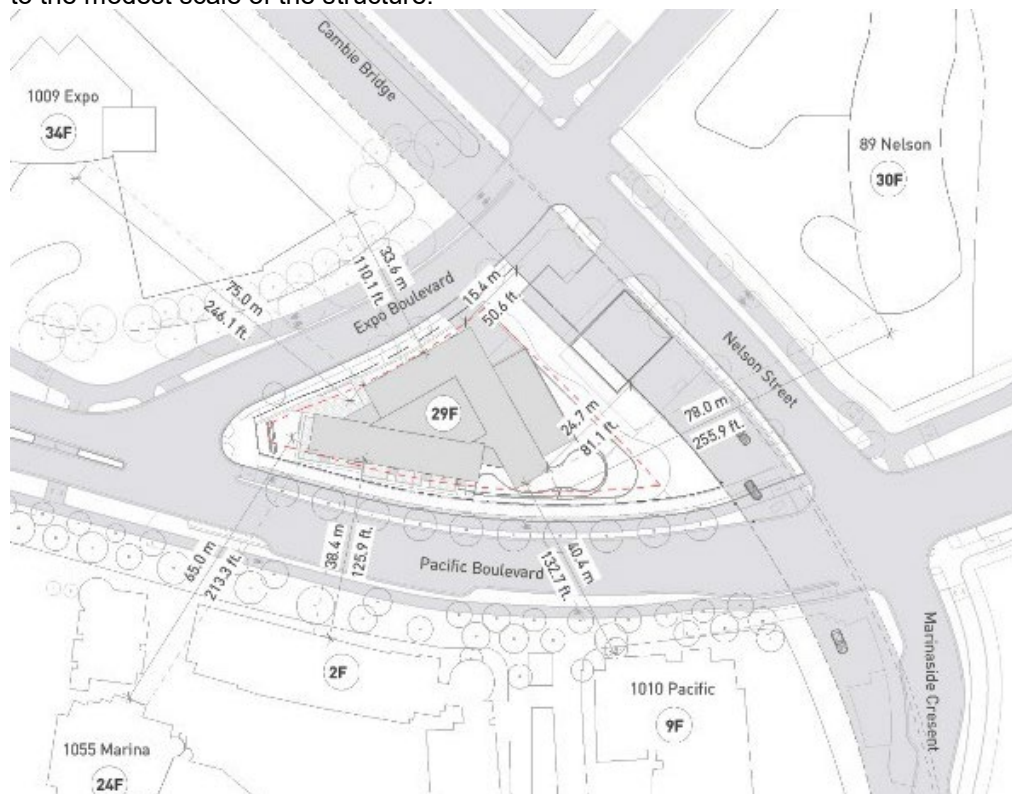 to the modest scale of the structure.
Cambie Bridge
1009 Expo
34F
89 Nelson
30F
33.6 m
110.1 ft.
75.0 m
246.1 ft.
Expo Boulevard
15.4 m
50.6 ft.
Nelson Street
29F
24.7 m
81.1 ft.
78.0 m
255.9 ft.
65.0 m
213.3 ft.
38.4 m
125.9 ft.
40.4 m
132.7 ft.
Pacific Boulevard
Marinaside Cresent
2F
1010 Pacific
9F
1055 Marina
24F